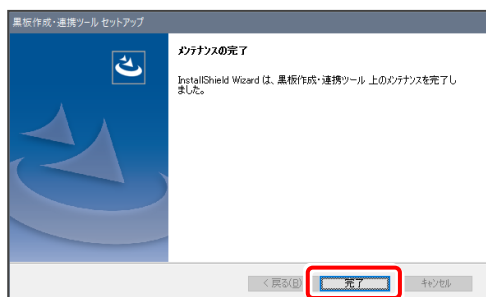 黒板作成・連携ツール セットアップ
メンテナンスの完了
InstallShield Wizard は、黒板作成・連携ツール 上のメンテナンスを完了し
ました。
< 戻る(B)
完了
キャンセル